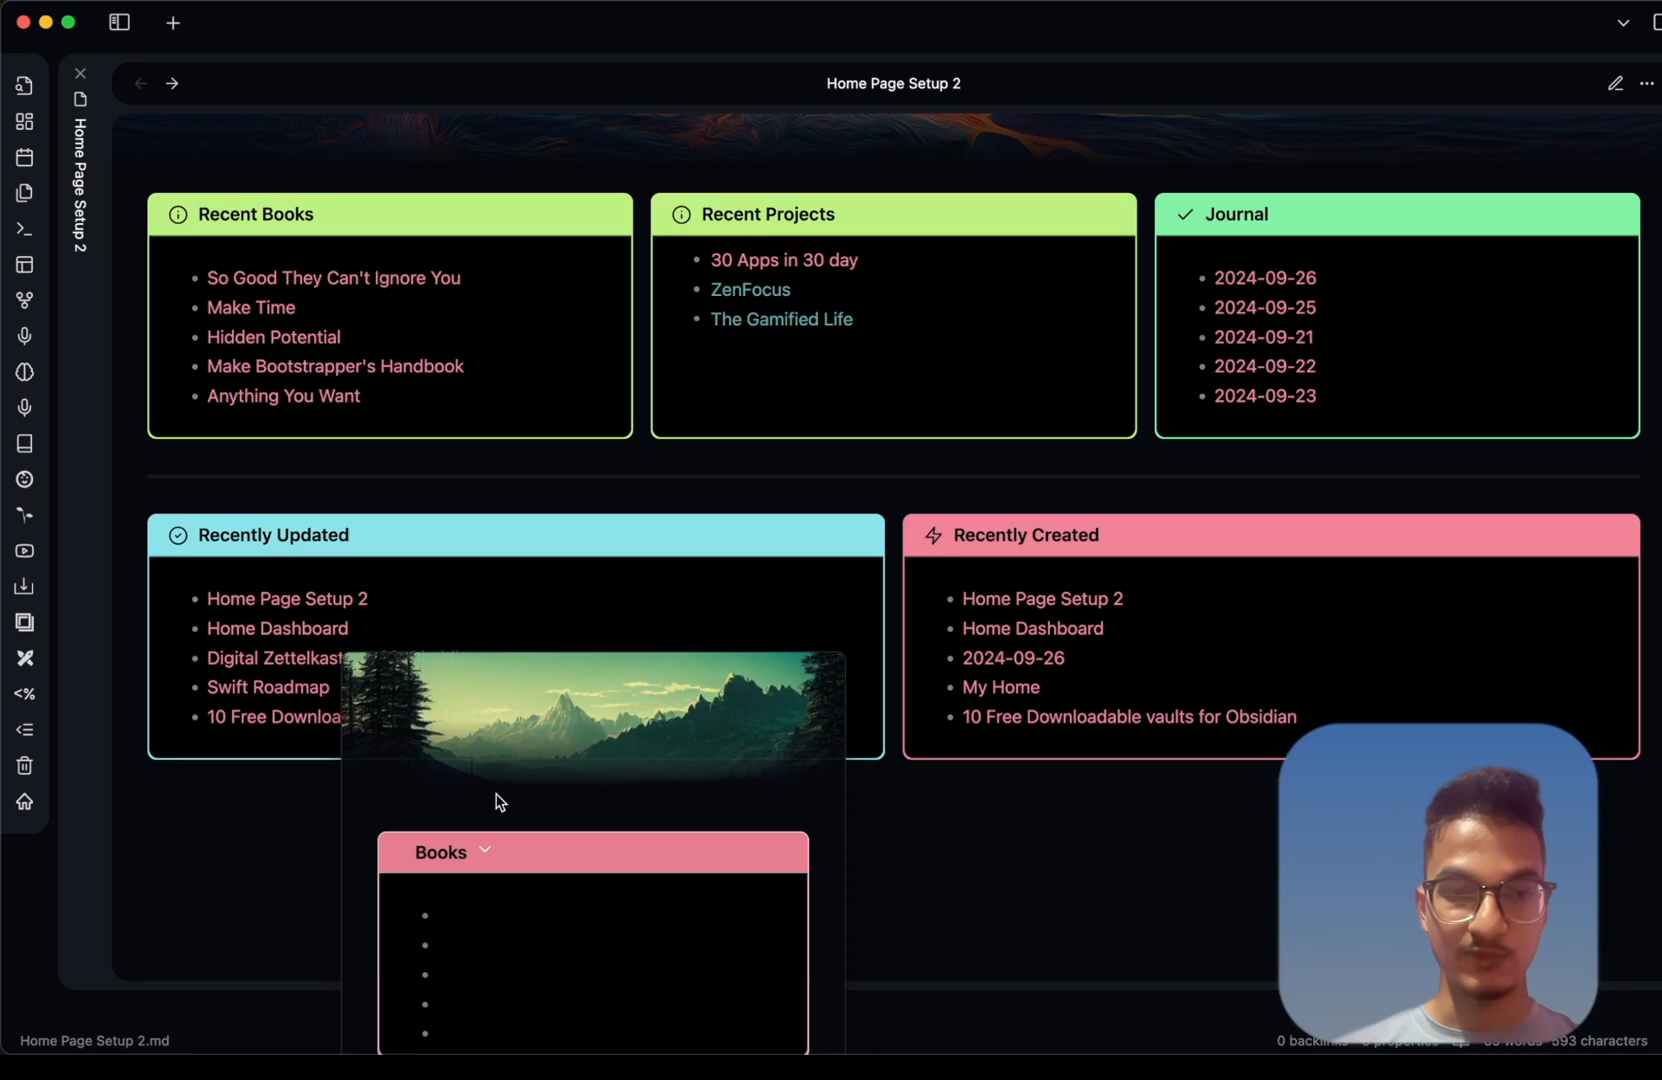 Home Page Setup 2
Home Page Setup 2
Recent Books
So Good They Can't Ignore You
Make Time
Hidden Potential
Make Bootstrapper's Handbook
Anything You Want
Recent Projects
30 Apps in 30 day
ZenFocus
The Gamified Life
Journal
2024-09-26
2024-09-25
2024-09-21
2024-09-22
2024-09-23
Recently Updated
Home Page Setup 2
Home Dashboard
Digital Zettelkast
Swift Roadmap
10 Free Downloa
Recently Created
Home Page Setup 2
Home Dashboard
2024-09-26
My Home
10 Free Downloadable vaults for Obsidian
Books
<%
Home Page Setup 2.md
0 backlinks words 593 characters